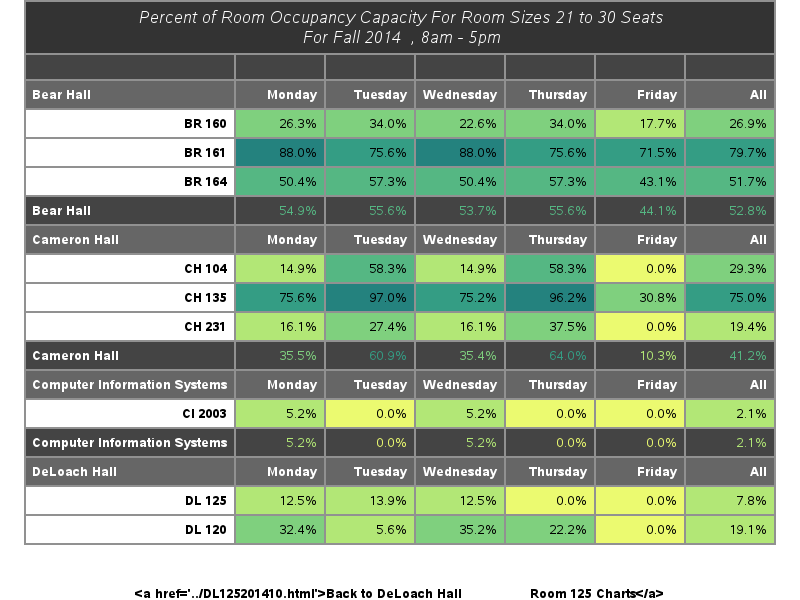 Percent of Room Occupancy Capacity For Room Sizes 21 to 30 Seats
For Fall 2014 , 8am - 5pm
Bear Hall Monday Tuesday Wednesday Thursday Friday All
BR 160 26.3% 34.0% 22.6% 34.0% 17.7% 26.9%
BR 161 88.0% 75.6% 88.0% 75.6% 71.5% 79.7%
BR 164 50.4% 57.3% 50.4% 57.3% 43.1% 51.7%
Bear Hall 54.9% 55.6% 53.7% 55.6% 44.1% 52.8%
Cameron Hall Monday Tuesday Wednesday Thursday Friday All
CH 104 14.9% 58.3% 14.9% 58.3% 0.0% 29.3%
CH 135 75.6% 97.0% 75.2% 96.2% 30.8% 75.0%
CH 231 16.1% 27.4% 16.1% 37.5% 0.0% 19.4%
Cameron Hall 35.5% 60.9% 35.4% 64.0% 10.3% 41.2%
Computer Information Systems Monday Tuesday Wednesday Thursday Friday All
CI 2003 5.2% 0.0% 5.2% 0.0% 0.0% 2.1%
Computer Information Systems 5.2% 0.0% 5.2% 0.0% 0.0% 2.1%
DeLoach Hall Monday Tuesday Wednesday Thursday Friday All
DL 125 12.5% 13.9% 12.5% 0.0% 0.0% 7.8%
DL 120 32.4% 5.6% 35.2% 22.2% 0.0% 19.1%
<a href='../DL125201410.html'>Back to DeLoach Hall Room 125 Charts</a>